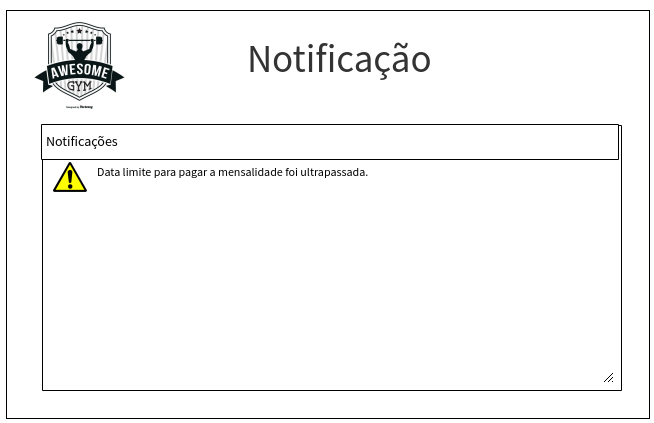 AWESOME
GYM
Notificação
Notificações
Data limite para pagar a mensalidade foi ultrapassada.